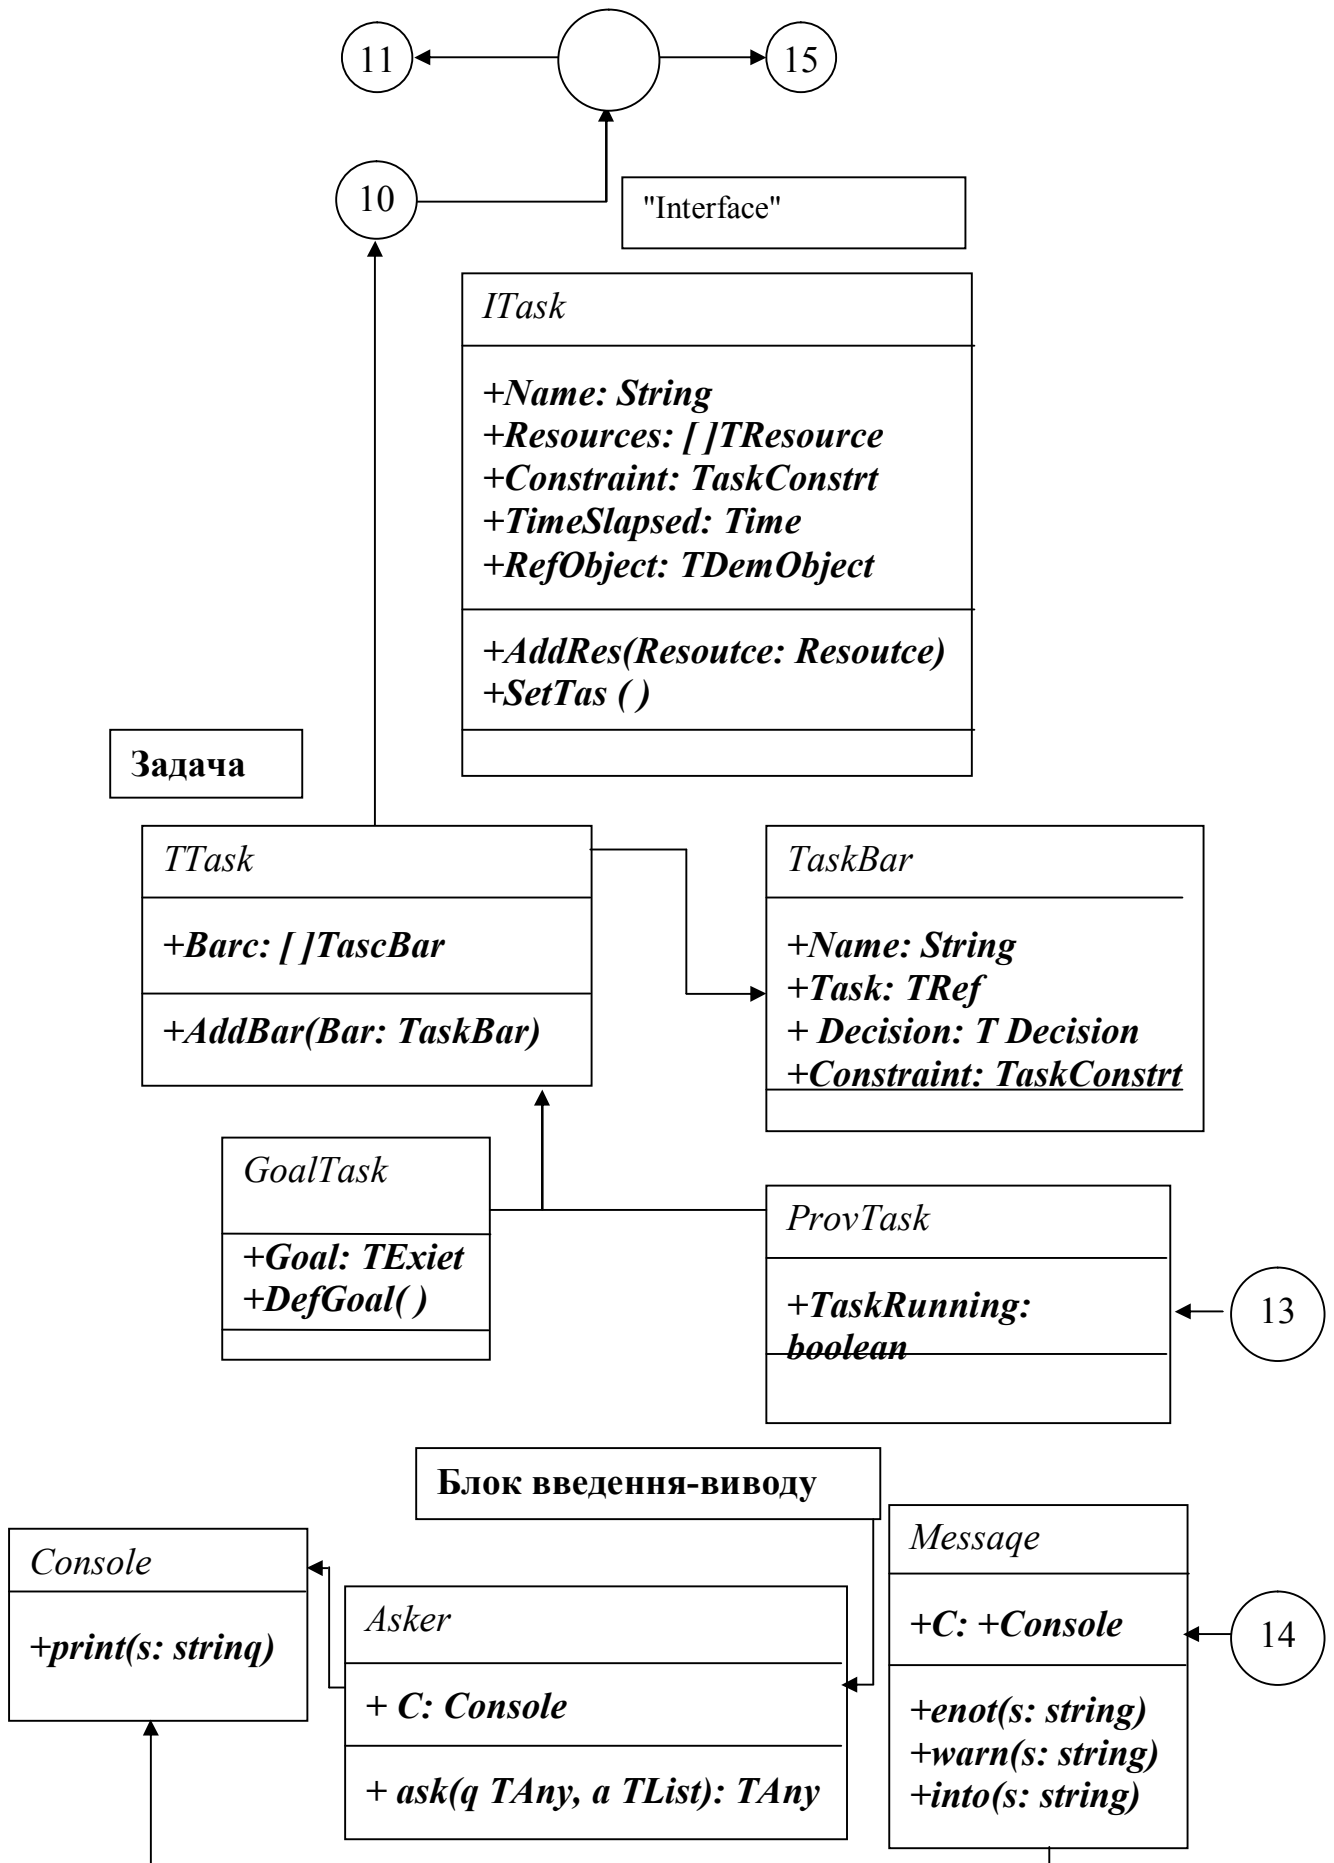 11
15
10
"Interface"
ITask
+Name: String
+Resources: [ ]TResource
+Constraint: TaskConstrt
+TimeSlapsed: Time
+RefObject: TDemObject
+AddRes(Resoutce: Resoutce)
+SetTas ( )
Задача
TTask
+Barc: [ ]TascBar
+AddBar(Bar: TaskBar)
TaskBar
+Name: String
+Task: TRef
+ Decision: T Decision
+Constraint: TaskConstrt
GoalTask
+Goal: TExiet
+DefGoal( )
ProvTask
+TaskRunning:
boolean
13
Блок введення-виводу
Console
+print(s: strinq)
Asker
+ C: Console
+ ask(q TAny, a TList): TAny
Messaqe
+C: +Console
+enot(s: string)
+warn(s: string)
+into(s: string)
14